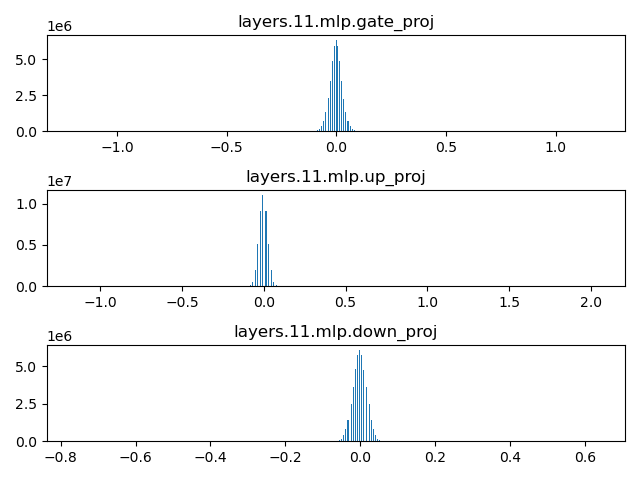 layers.11.mlp.gate_proj
1e6
5.0
2.5
0.0
−1.0 −0.5 0.0 0.5 1.0
layers.11.mlp.up_proj
1e7
1.0
0.5
0.0
−1.0 −0.5 0.0 0.5 1.0 1.5 2.0
layers.11.mlp.down_proj
1e6
5.0
2.5
0.0
−0.8 −0.6 −0.4 −0.2 0.0 0.2 0.4 0.6